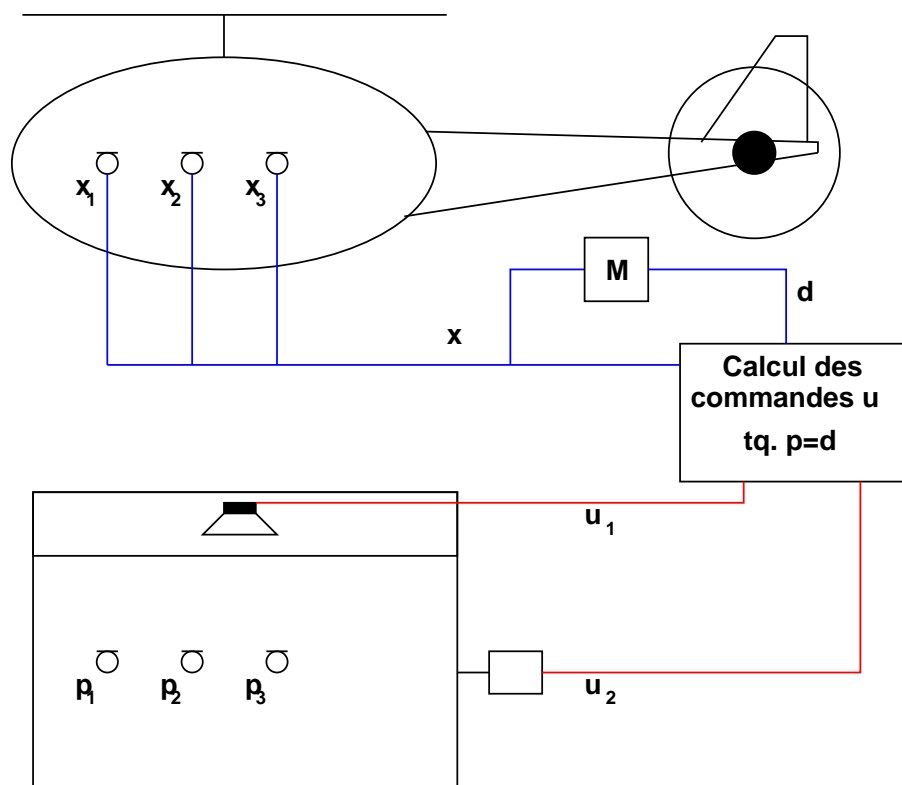 x1 x2 x3
M
d
x
Calcul des
commandes u
tq. p=d
u1
p1 p2 p3
u2